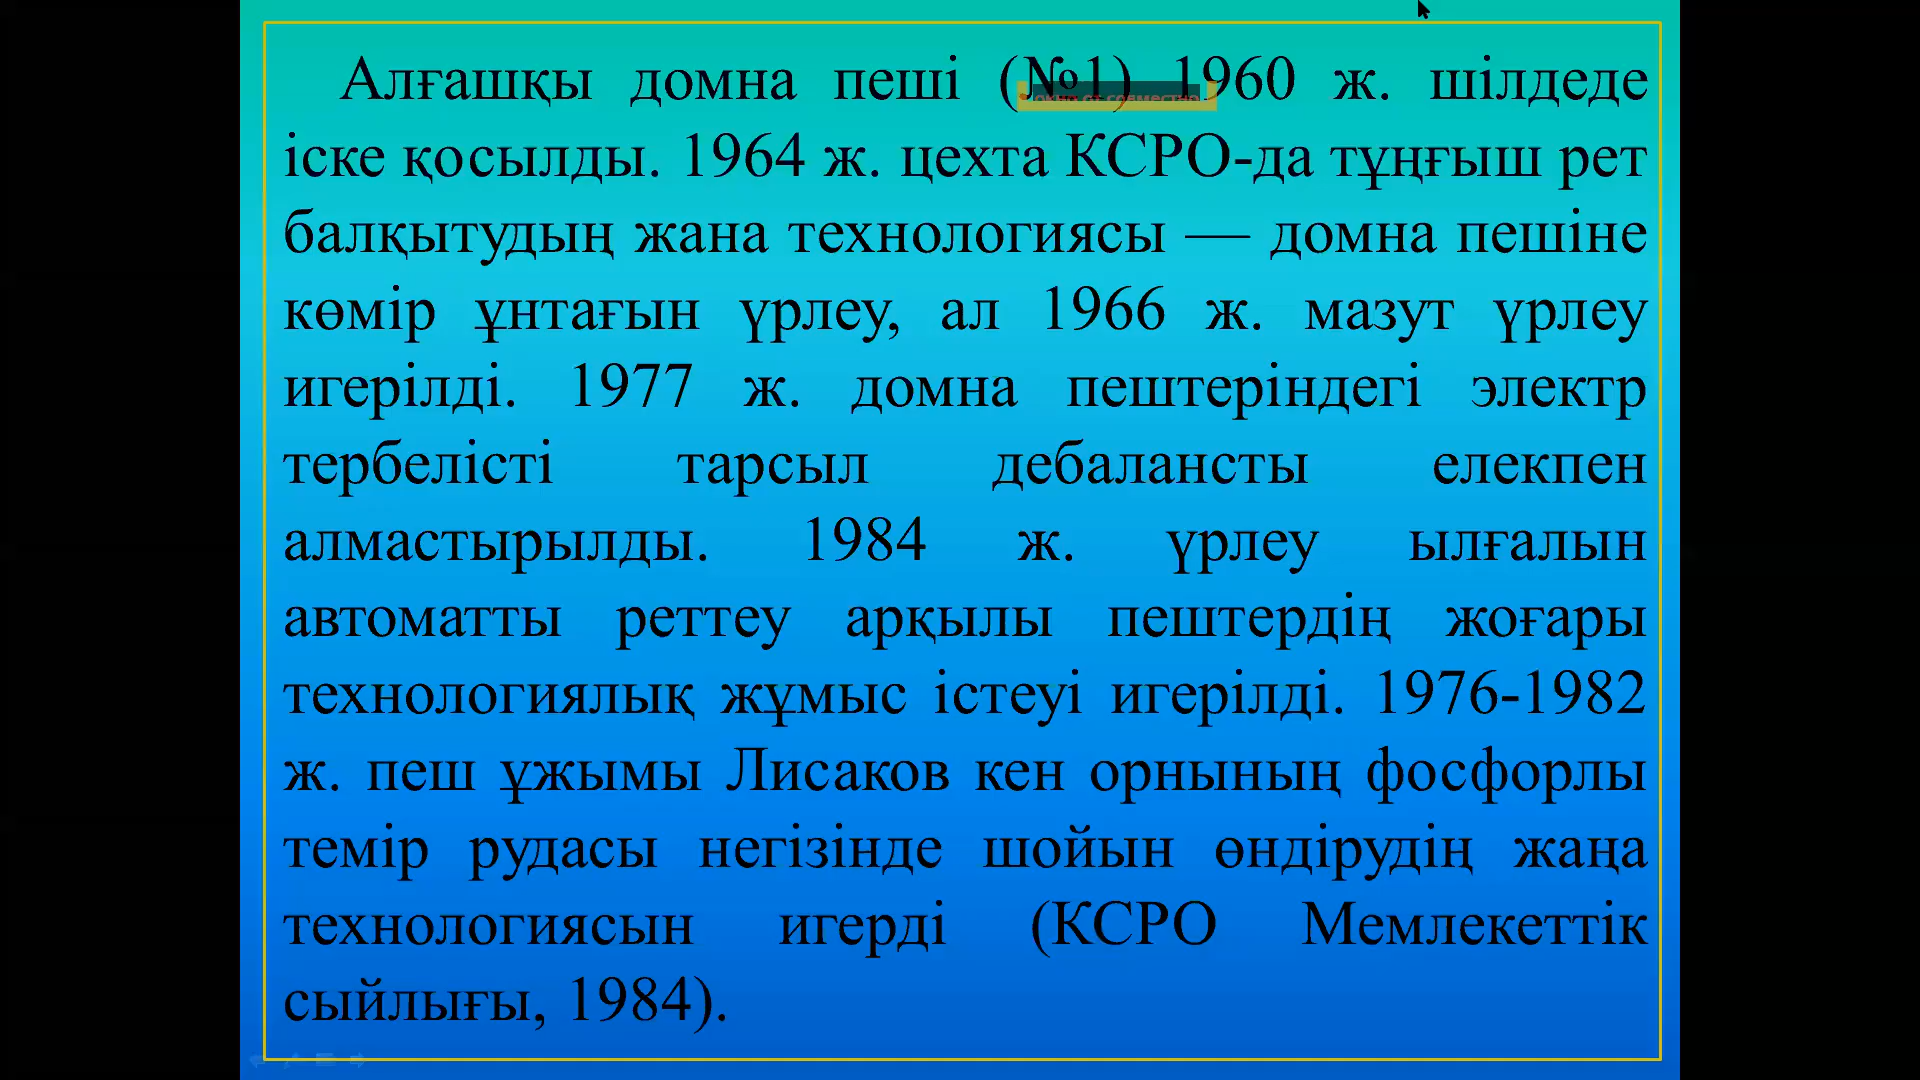 Алғашқы домна пеші (№1) 1960 ж. шілдеде
іске қосылды. 1964 ж. цехта КСРО-да тұңғыш рет
балқытудың жана технологиясы — домна пешіне
көмір ұнтағын үрлеу, ал 1966 ж. мазут үрлеу
игерілді. 1977 ж. домна пештеріндегі электр
тербелісті тарсыл дебалансты елекпен
алмастырылды. 1984 ж. үрлеу ылғалын
автоматты реттеу арқылы пештердің жоғары
технологиялық жұмыс істеуі игерілді. 1976-1982
ж. пеш ұжымы Лисаков кен орнының фосфорлы
темір рудасы негізінде шойын өндірудің жаңа
технологиясын игерді (КСРО Мемлекеттік
сыйлығы, 1984).